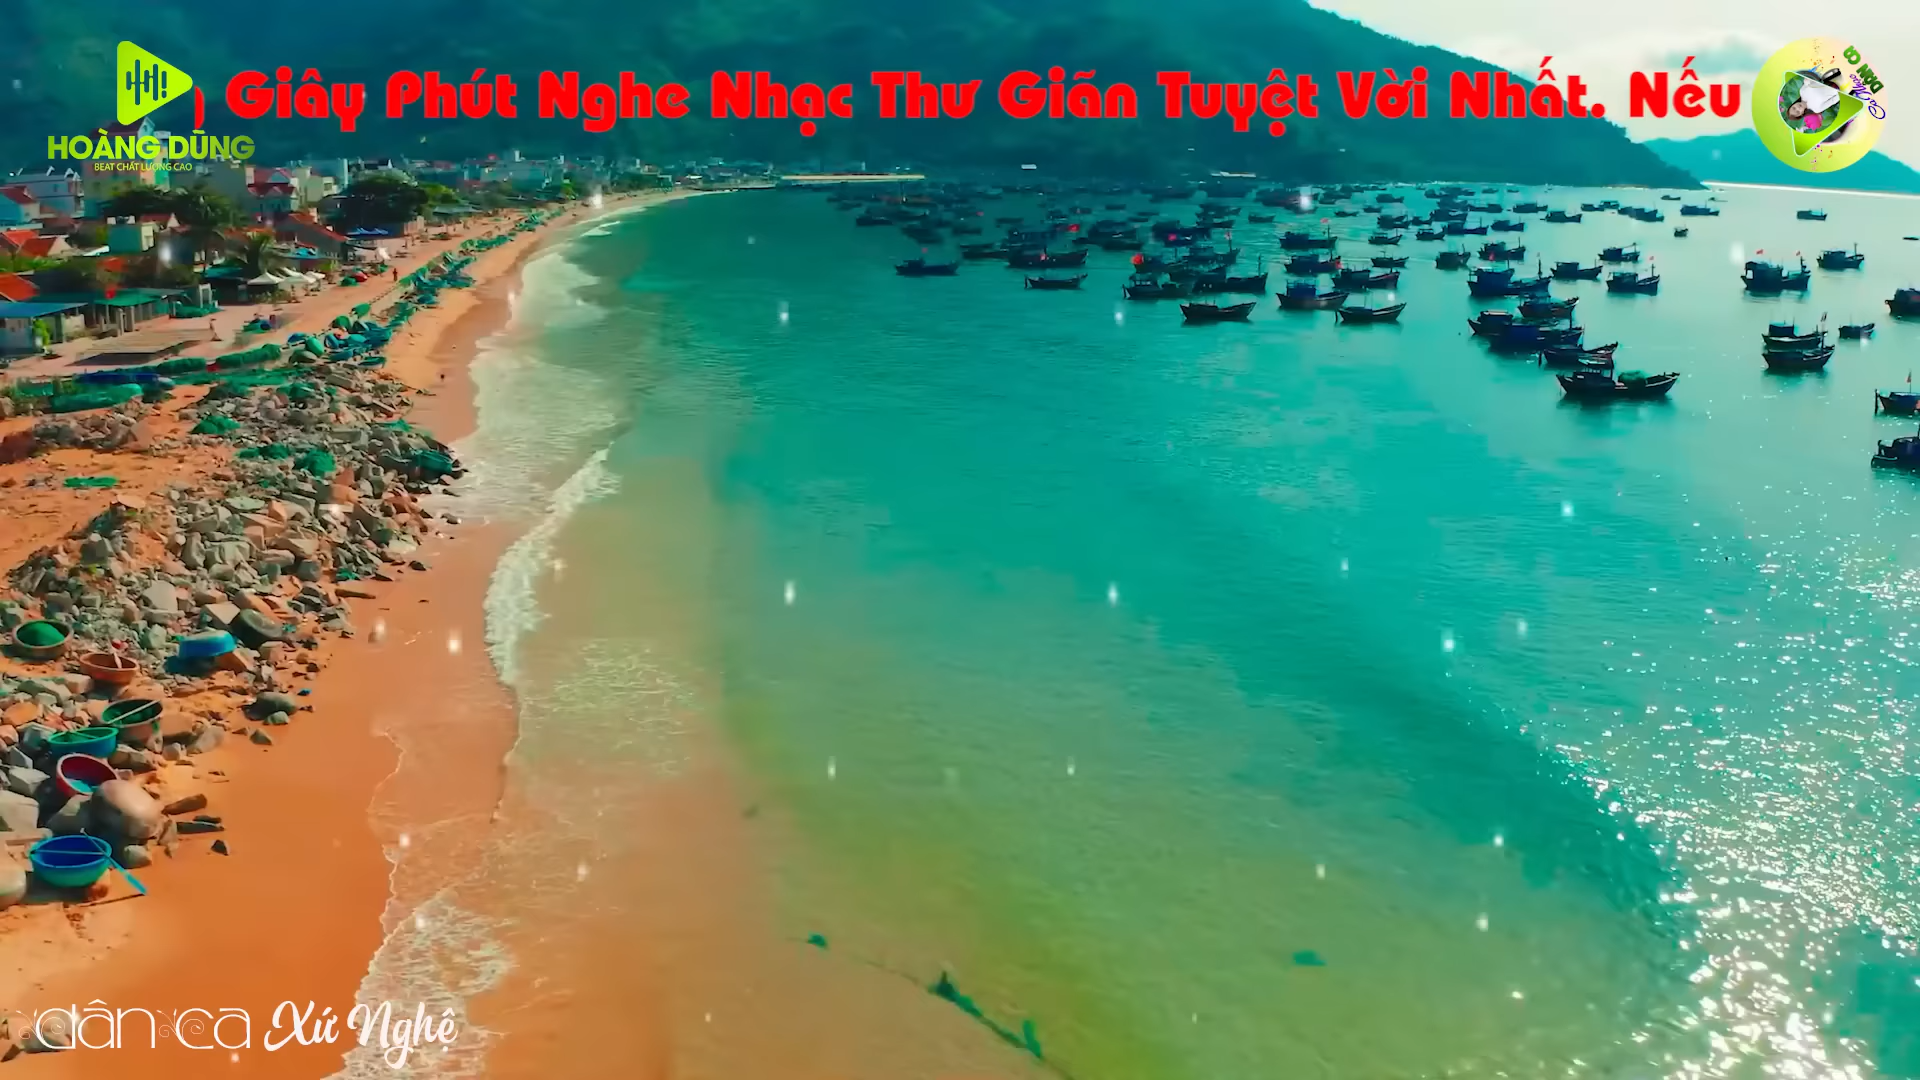 Giây Phút Nghe Nhạc Thư Giãn Tuyệt Vời Nhất. Nếu
HOÀNG DŨNG
BEAT CHẤT LƯỢNG CAO
dân ca Xứ Nghệ